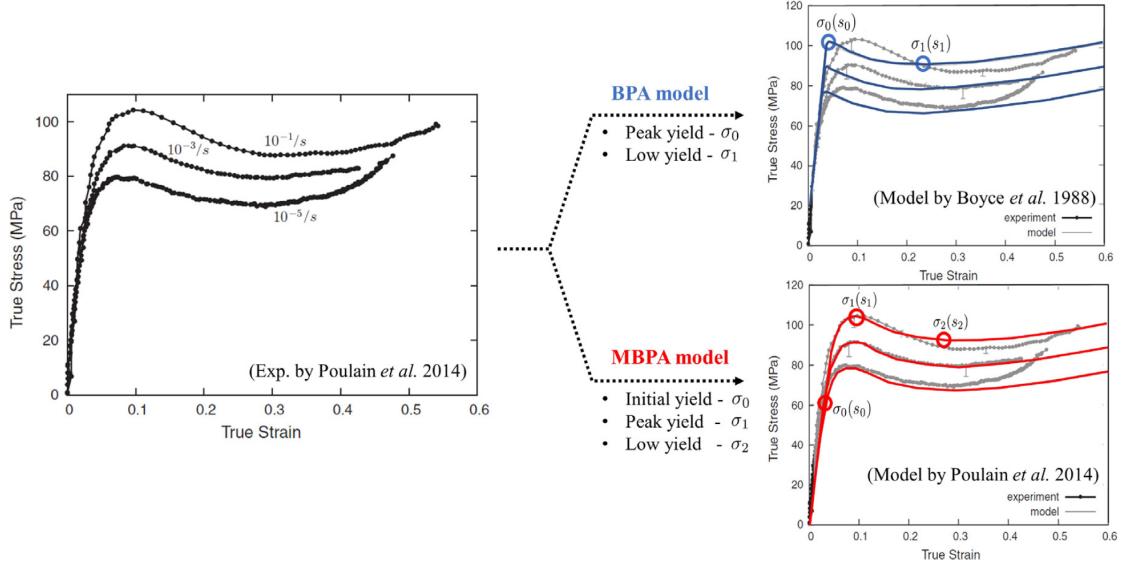 True Stress (MPa)
100
80
60
40
20
0
10^{-1}/s
10^{-3}/s
10^{-5}/s
(Exp. by Poulain et al. 2014)
0 0.1 0.2 0.3 0.4 0.5 0.6
True Strain
BPA model
• Peak yield - σ₀
• Low yield - σ₁
MBPA model
• Initial yield - σ₀
• Peak yield - σ₁
• Low yield - σ₂
σ₀(s₀)
σ₁(s₁)
True Stress (MPa)
120
100
80
60
40
20
0
(Model by Boyce et al. 1988)
experiment
model
0 0.1 0.2 0.3 0.4 0.5 0.6
True Strain
σ₁(s₁)
σ₂(s₂)
σ₀(s₀)
True Stress (MPa)
120
100
80
60
40
20
0
(Model by Poulain et al. 2014)
experiment
model
0 0.1 0.2 0.3 0.4 0.5 0.6
True Strain